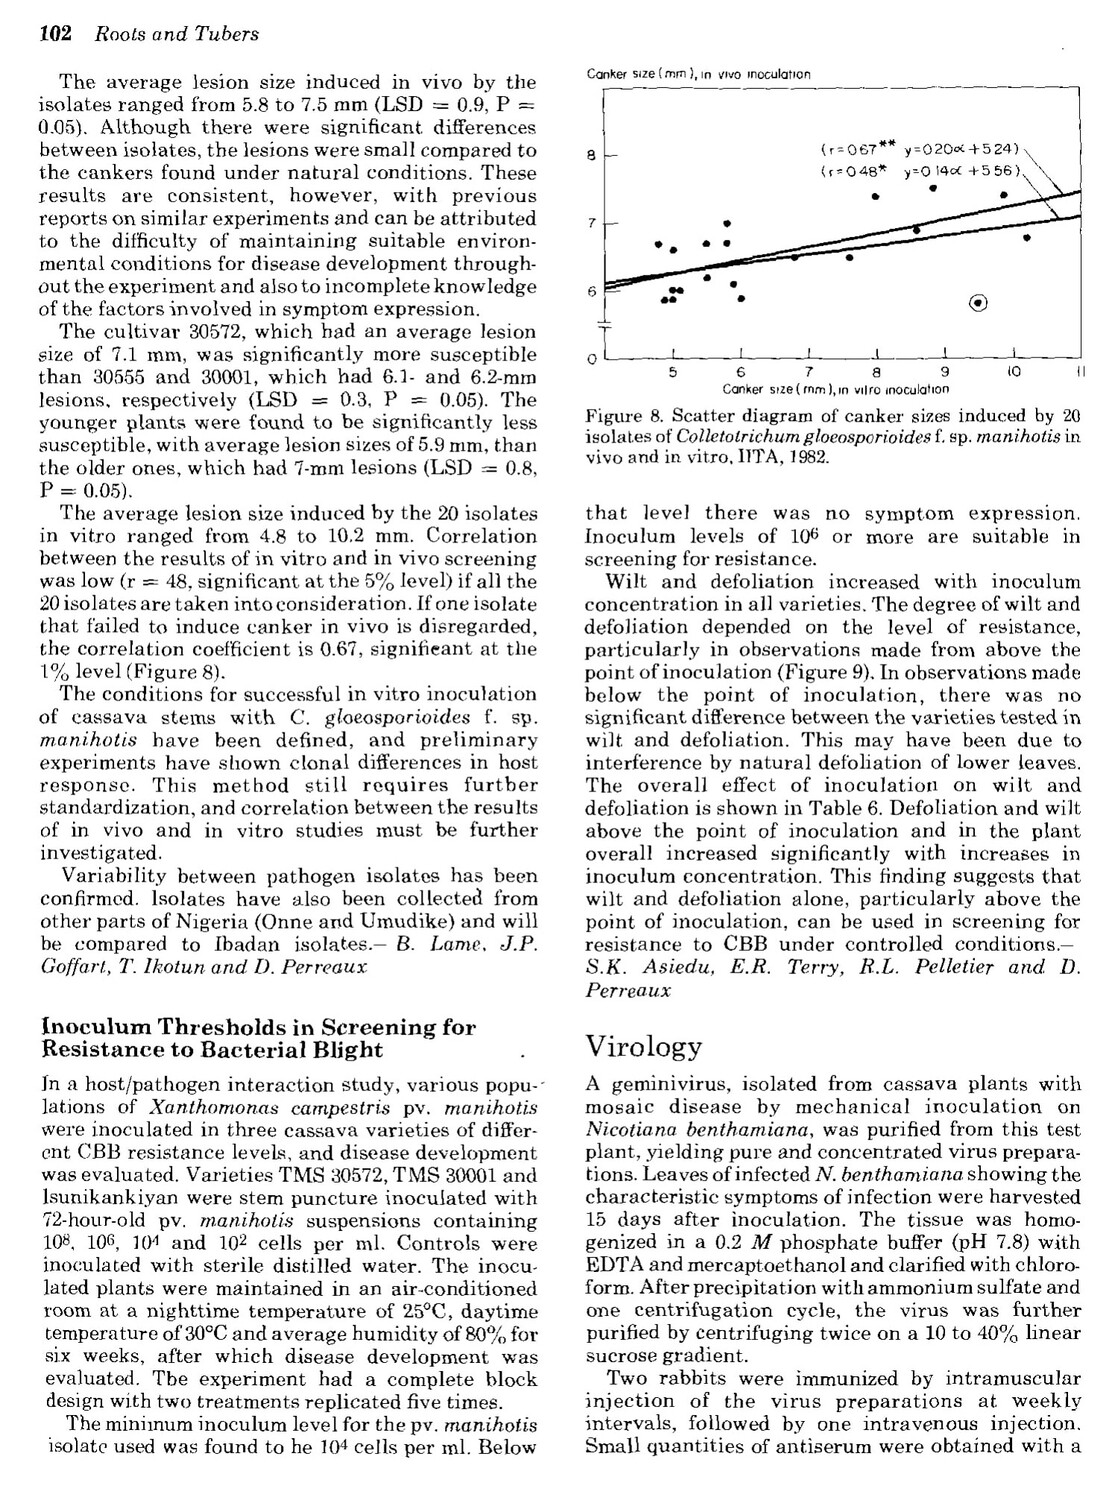 102 Roots and Tubers
The average lesion size induced in vivo by the
isolates ranged from 5.8 to 7.5 mm (LSD = 0.9, P =
0.05). Although there were significant differences
between isolates, the lesions were small compared to
the cankers found under natural conditions. These
results are consistent, however, with previous
reports on similar experiments and can be attributed
to the difficulty of maintaining suitable environ-
mental conditions for disease development through-
out the experiment and also to incomplete knowledge
of the factors involved in symptom expression.
The cultivar 30572, which had an average lesion
size of 7.1 mm, was significantly more susceptible
than 30555 and 30001, which had 6.1- and 6.2-mm
lesions, respectively (LSD = 0.3, P = 0.05). The
younger plants were found to be significantly less
susceptible, with average lesion sizes of 5.9 mm, than
the older ones, which had 7-mm lesions (LSD = 0.8,
P = 0.05).
The average lesion size induced by the 20 isolates
in vitro ranged from 4.8 to 10.2 mm. Correlation
between the results of in vitro and in vivo screening
was low (r = 48, significant at the 5% level) if all the
20 isolates are taken into consideration. If one isolate
that failed to induce canker in vivo is disregarded,
the correlation coefficient is 0.67, significant at the
1% level (Figure 8).
The conditions for successful in vitro inoculation
of cassava stems with C. gloeosporioides f. sp.
manihotis have been defined, and preliminary
experiments have shown clonal differences in host
response. This method still requires further
standardization, and correlation between the results
of in vivo and in vitro studies must be further
investigated.
Variability between pathogen isolates has been
confirmed. Isolates have also been collected from
other parts of Nigeria (Onne and Umudike) and will
be compared to Ibadan isolates.— B. Lame, J.P.
Goffart, T. Ikotun and D. Perreaux
Inoculum Thresholds in Screening for
Resistance to Bacterial Blight
In a host/pathogen interaction study, various popu-
lations of Xanthomonas campestris pv. manihotis
were inoculated in three cassava varieties of differ-
ent CBB resistance levels, and disease development
was evaluated. Varieties TMS 30572, TMS 30001 and
Isunikankiyan were stem puncture inoculated with
72-hour-old pv. manihotis suspensions containing
10⁸, 10⁶, 10⁴ and 10² cells per ml. Controls were
inoculated with sterile distilled water. The inocu-
lated plants were maintained in an air-conditioned
room at a nighttime temperature of 25°C, daytime
temperature of 30°C and average humidity of 80% for
six weeks, after which disease development was
evaluated. The experiment had a complete block
design with two treatments replicated five times.
The minimum inoculum level for the pv. manihotis
isolate used was found to be 10⁴ cells per ml. Below
Canker size (mm), in vivo inoculation
(r=0.67** y=0.20α+5.24)
(r=0.48* y=0.14α+5.56)
8
7
6
0
5 6 7 8 9 10 11
Canker size (mm), in vitro inoculation
Figure 8. Scatter diagram of canker sizes induced by 20
isolates of Colletotrichum gloeosporioides f. sp. manihotis in
vivo and in vitro, IITA, 1982.
that level there was no symptom expression.
Inoculum levels of 10⁶ or more are suitable in
screening for resistance.
Wilt and defoliation increased with inoculum
concentration in all varieties. The degree of wilt and
defoliation depended on the level of resistance,
particularly in observations made from above the
point of inoculation (Figure 9). In observations made
below the point of inoculation, there was no
significant difference between the varieties tested in
wilt and defoliation. This may have been due to
interference by natural defoliation of lower leaves.
The overall effect of inoculation on wilt and
defoliation is shown in Table 6. Defoliation and wilt
above the point of inoculation and in the plant
overall increased significantly with increases in
inoculum concentration. This finding suggests that
wilt and defoliation alone, particularly above the
point of inoculation, can be used in screening for
resistance to CBB under controlled conditions.—
S.K. Asiedu, E.R. Terry, R.L. Pelletier and D.
Perreaux
Virology
A geminivirus, isolated from cassava plants with
mosaic disease by mechanical inoculation on
Nicotiana benthamiana, was purified from this test
plant, yielding pure and concentrated virus prepara-
tions. Leaves of infected N. benthamiana showing the
characteristic symptoms of infection were harvested
15 days after inoculation. The tissue was homo-
genized in a 0.2 M phosphate buffer (pH 7.8) with
EDTA and mercaptoethanol and clarified with chloro-
form. After precipitation with ammonium sulfate and
one centrifugation cycle, the virus was further
purified by centrifuging twice on a 10 to 40% linear
sucrose gradient.
Two rabbits were immunized by intramuscular
injection of the virus preparations at weekly
intervals, followed by one intravenous injection.
Small quantities of antiserum were obtained with a